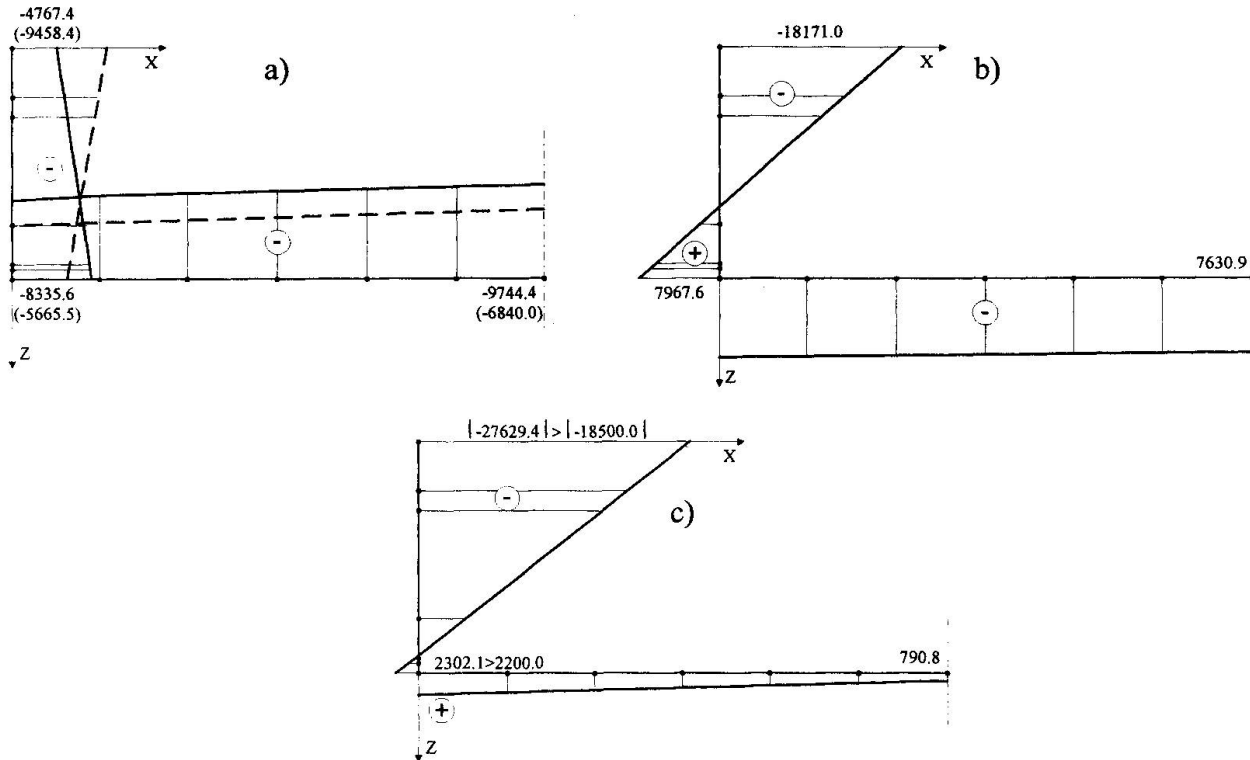 -4767.4
(-9458.4)
X
a)
-
-
-8335.6
(-5665.5)
-9744.4
(-6840.0)
Z
-18171.0
X
b)
-
+
7967.6
7630.9
-
Z
|-27629.4|>|-18500.0|
X
-
c)
2302.1>2200.0
790.8
+
Z